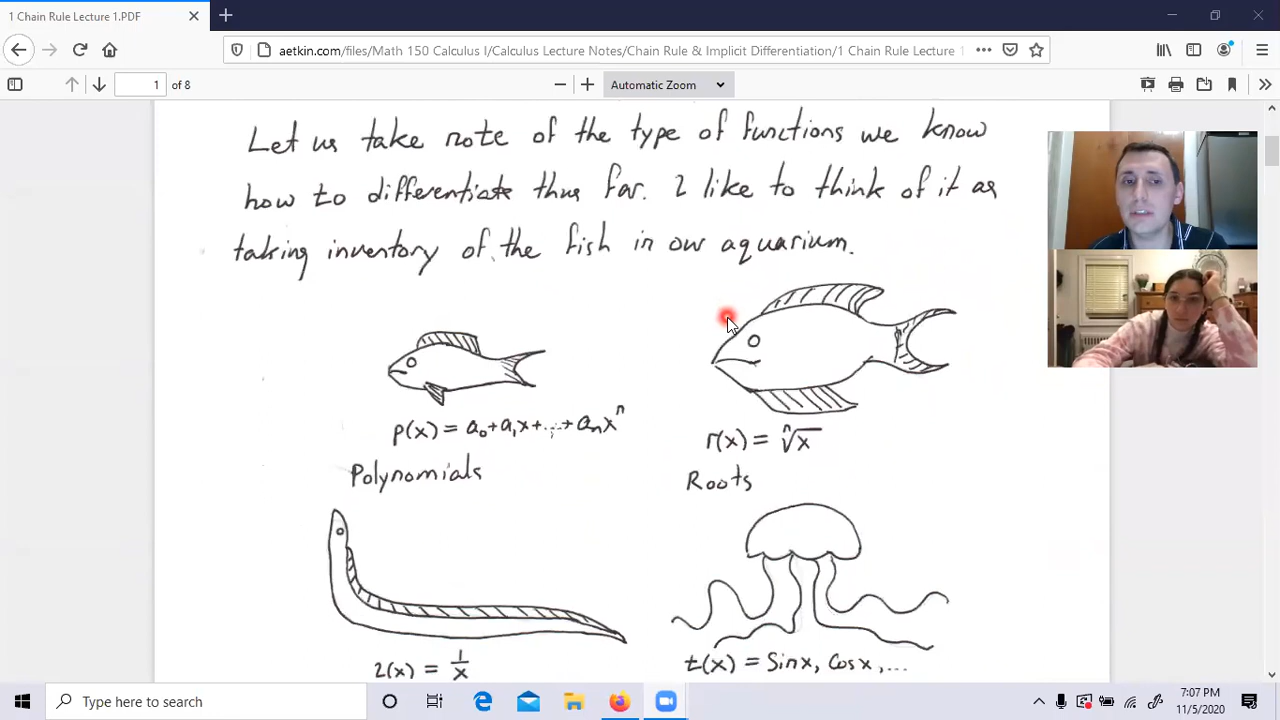 1 Chain Rule Lecture 1.PDF
aetkin.com/files/Math 150 Calculus I/Calculus Lecture Notes/Chain Rule & Implicit Differentiation/1 Chain Rule Lecture 1
1 of 8
Automatic Zoom
Let us take note of the type of functions we know
how to differentiate thus far. I like to think of it as
taking inventory of the fish in our aquarium.
p(x) = a₀+a₁x+...+aₙxⁿ
r(x) = ⁿ√x
Polynomials
Roots
l(x) = 1/x
t(x) = Sinx, Cosx,...
Type here to search
7:07 PM
11/5/2020